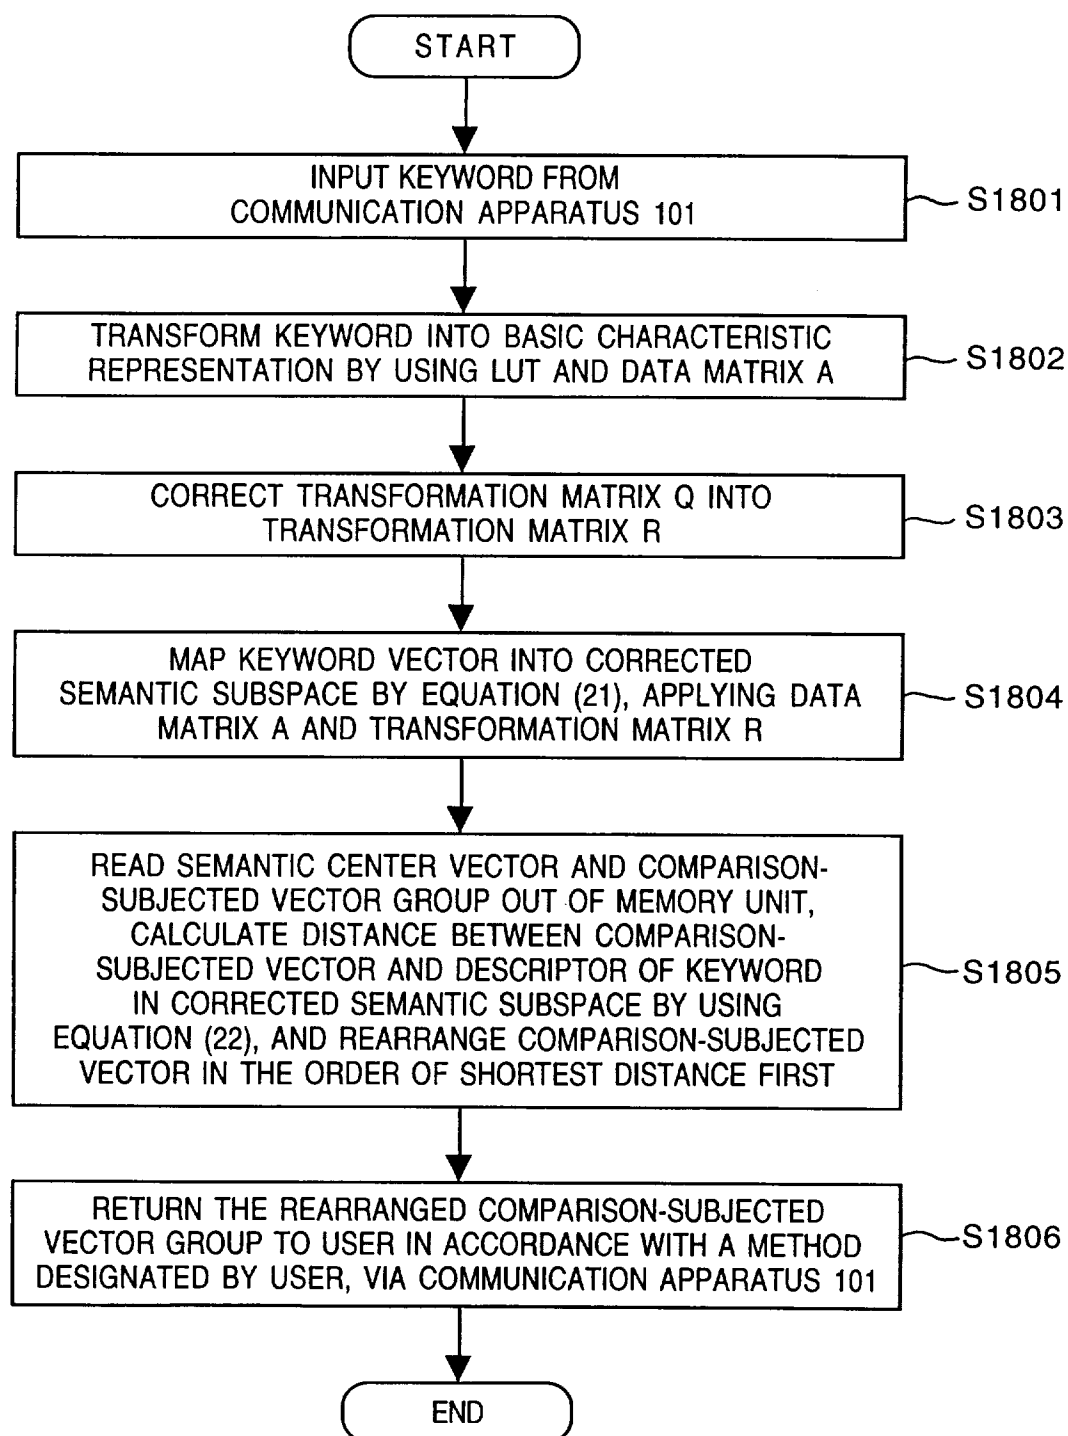 START
INPUT KEYWORD FROM
COMMUNICATION APPARATUS 101
S1801
TRANSFORM KEYWORD INTO BASIC CHARACTERISTIC
REPRESENTATION BY USING LUT AND DATA MATRIX A
S1802
CORRECT TRANSFORMATION MATRIX Q INTO
TRANSFORMATION MATRIX R
S1803
MAP KEYWORD VECTOR INTO CORRECTED
SEMANTIC SUBSPACE BY EQUATION (21), APPLYING DATA
MATRIX A AND TRANSFORMATION MATRIX R
S1804
READ SEMANTIC CENTER VECTOR AND COMPARISON-
SUBJECTED VECTOR GROUP OUT OF MEMORY UNIT,
CALCULATE DISTANCE BETWEEN COMPARISON-
SUBJECTED VECTOR AND DESCRIPTOR OF KEYWORD
IN CORRECTED SEMANTIC SUBSPACE BY USING
EQUATION (22), AND REARRANGE COMPARISON-SUBJECTED
VECTOR IN THE ORDER OF SHORTEST DISTANCE FIRST
S1805
RETURN THE REARRANGED COMPARISON-SUBJECTED
VECTOR GROUP TO USER IN ACCORDANCE WITH A METHOD
DESIGNATED BY USER, VIA COMMUNICATION APPARATUS 101
S1806
END